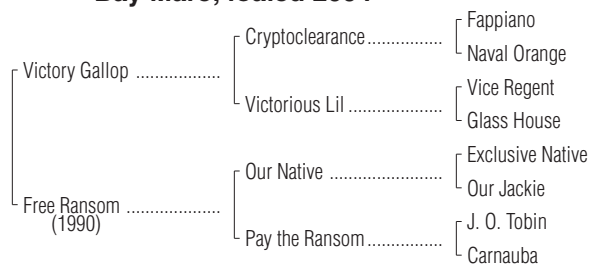 Cryptoclearance
Fappiano
Naval Orange
Victory Gallop
Victorious Lil
Vice Regent
Glass House
Our Native
Exclusive Native
Our Jackie
Free Ransom
(1990)
Pay the Ransom
J. O. Tobin
Carnauba